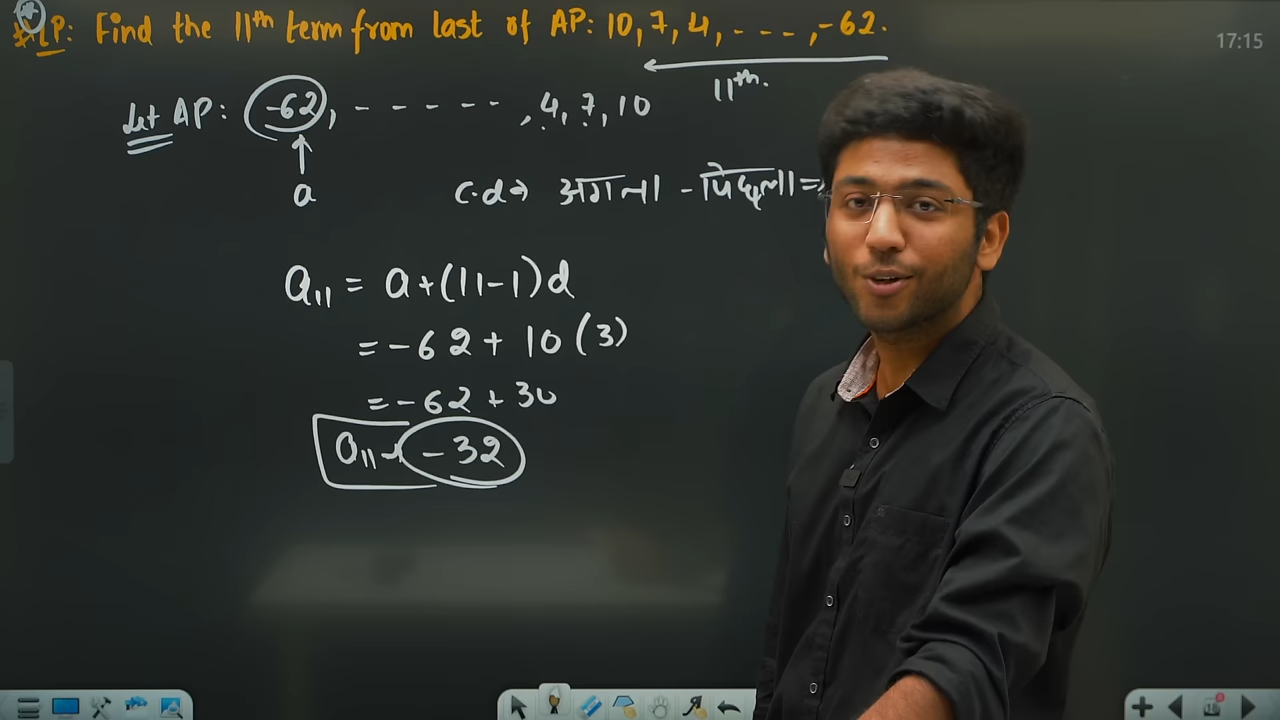 LP: Find the 11th term from last of AP: 10, 7, 4, - - - -, -62.
17:15
11th.
Let AP: -62, - - - - - - , 4, 7, 10
a
c.d → अगला - पिछला =>
a11 = a+(11-1)d
= -62 + 10 (3)
= -62 + 30
a11 → -32